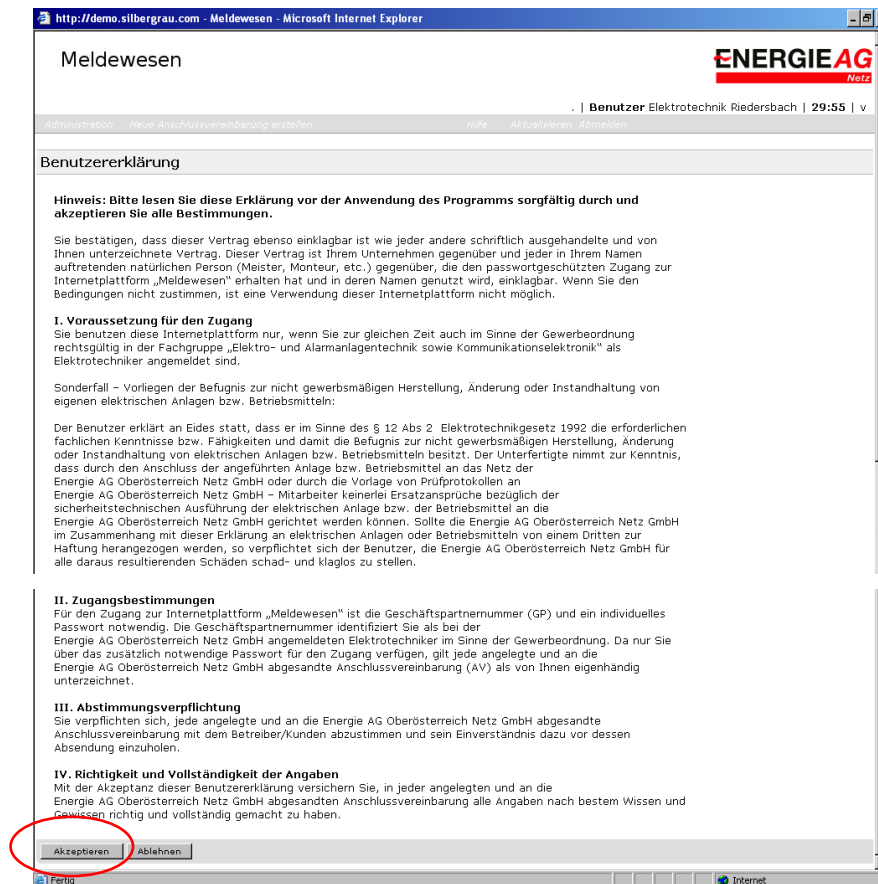 http://demo.silbergrau.com - Meldewesen - Microsoft Internet Explorer
Meldewesen
ENERGIE AG
Netz
. | Benutzer Elektrotechnik Riedersbach | 29:55 | v
Administration Neue Anschlussvereinbarung erstellen Hilfe Aktualisieren Abmelden
Benutzererklärung
Hinweis: Bitte lesen Sie diese Erklärung vor der Anwendung des Programms sorgfältig durch und
akzeptieren Sie alle Bestimmungen.
Sie bestätigen, dass dieser Vertrag ebenso einklagbar ist wie jeder andere schriftlich ausgehandelte und von
Ihnen unterzeichnete Vertrag. Dieser Vertrag ist Ihrem Unternehmen gegenüber und jeder in Ihrem Namen
auftretenden natürlichen Person (Meister, Monteur, etc.) gegenüber, die den passwortgeschützten Zugang zur
Internetplattform „Meldewesen“ erhalten hat und in deren Namen genutzt wird, einklagbar. Wenn Sie den
Bedingungen nicht zustimmen, ist eine Verwendung dieser Internetplattform nicht möglich.
I. Voraussetzung für den Zugang
Sie benutzen diese Internetplattform nur, wenn Sie zur gleichen Zeit auch im Sinne der Gewerbeordnung
rechtsgültig in der Fachgruppe „Elektro- und Alarmanlagentechnik sowie Kommunikationselektronik“ als
Elektrotechniker angemeldet sind.
Sonderfall – Vorliegen der Befugnis zur nicht gewerbsmäßigen Herstellung, Änderung oder Instandhaltung von
eigenen elektrischen Anlagen bzw. Betriebsmitteln:
Der Benutzer erklärt an Eides statt, dass er im Sinne des § 12 Abs 2 Elektrotechnikgesetz 1992 die erforderlichen
fachlichen Kenntnisse bzw. Fähigkeiten und damit die Befugnis zur nicht gewerbsmäßigen Herstellung, Änderung
oder Instandhaltung von elektrischen Anlagen bzw. Betriebsmitteln besitzt. Der Unterfertigte nimmt zur Kenntnis,
dass durch den Anschluss der angeführten Anlage bzw. Betriebsmittel an das Netz der
Energie AG Oberösterreich Netz GmbH oder durch die Vorlage von Prüfprotokollen an
Energie AG Oberösterreich Netz GmbH – Mitarbeiter keinerlei Ersatzansprüche bezüglich der
sicherheitstechnischen Ausführung der elektrischen Anlage bzw. der Betriebsmittel an die
Energie AG Oberösterreich Netz GmbH gerichtet werden können. Sollte die Energie AG Oberösterreich Netz GmbH
im Zusammenhang mit dieser Erklärung an elektrischen Anlagen oder Betriebsmitteln von einem Dritten zur
Haftung herangezogen werden, so verpflichtet sich der Benutzer, die Energie AG Oberösterreich Netz GmbH für
alle daraus resultierenden Schäden schad- und klaglos zu stellen.
II. Zugangsbestimmungen
Für den Zugang zur Internetplattform „Meldewesen“ ist die Geschäftspartnernummer (GP) und ein individuelles
Passwort notwendig. Die Geschäftspartnernummer identifiziert Sie als bei der
Energie AG Oberösterreich Netz GmbH angemeldeten Elektrotechniker im Sinne der Gewerbeordnung. Da nur Sie
über das zusätzlich notwendige Passwort für den Zugang verfügen, gilt jede angelegte und an die
Energie AG Oberösterreich Netz GmbH abgesandte Anschlussvereinbarung (AV) als von Ihnen eigenhändig
unterzeichnet.
III. Abstimmungsverpflichtung
Sie verpflichten sich, jede angelegte und an die Energie AG Oberösterreich Netz GmbH abgesandte
Anschlussvereinbarung mit dem Betreiber/Kunden abzustimmen und sein Einverständnis dazu vor dessen
Absendung einzuholen.
IV. Richtigkeit und Vollständigkeit der Angaben
Mit der Akzeptanz dieser Benutzererklärung versichern Sie, in jeder angelegten und an die
Energie AG Oberösterreich Netz GmbH abgesandten Anschlussvereinbarung alle Angaben nach bestem Wissen und
Gewissen richtig und vollständig gemacht zu haben.
Akzeptieren Ablehnen
Fertig Internet